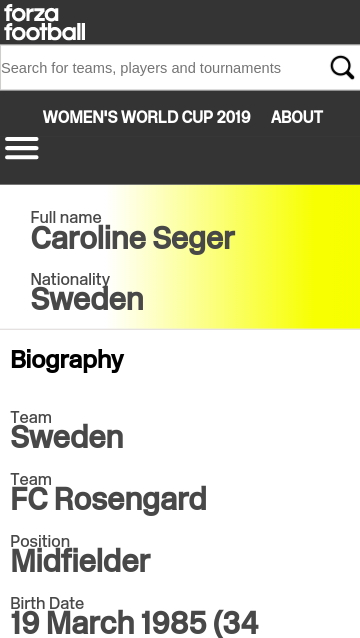 forza
football
Search for teams, players and tournaments
WOMEN'S WORLD CUP 2019 ABOUT
Full name
Caroline Seger
Nationality
Sweden
Biography
Team
Sweden
Team
FC Rosengard
Position
Midfielder
Birth Date
19 March 1985 (34